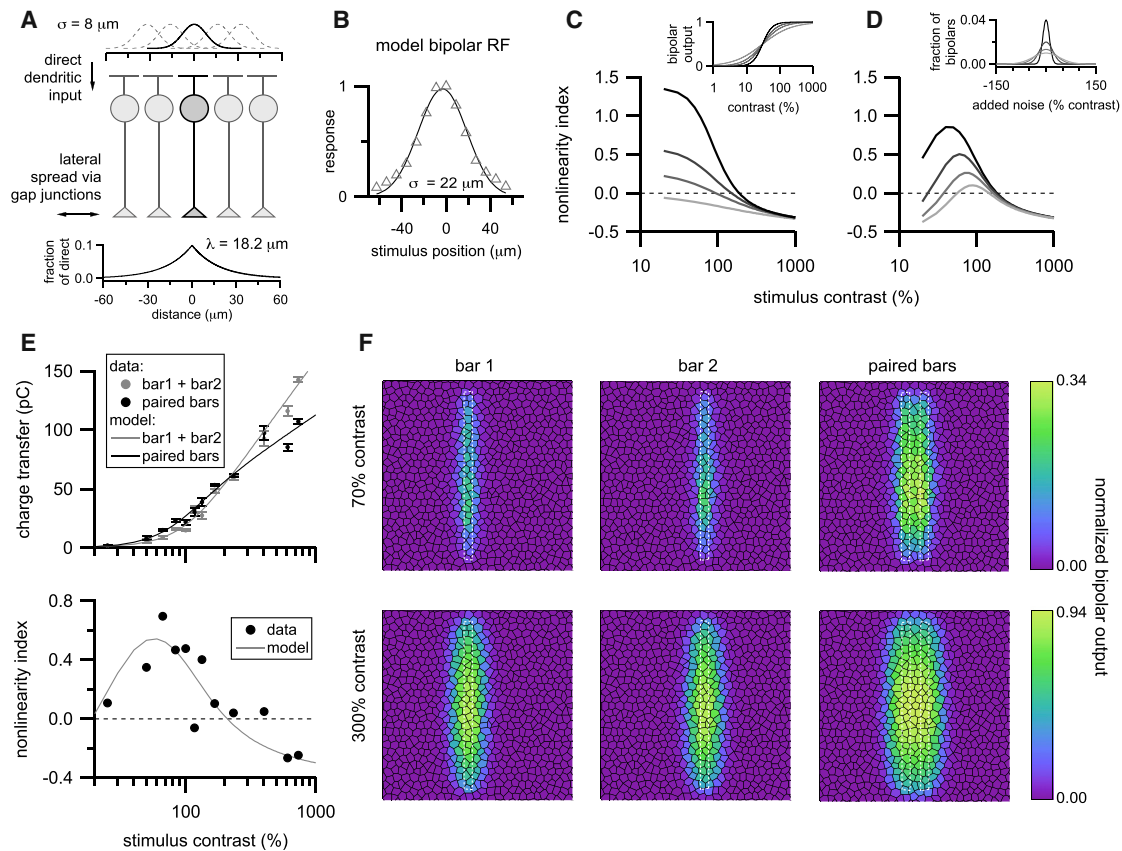 A
σ = 8 µm
direct
dendritic
input
lateral
spread via
gap junctions
λ = 18.2 µm
fraction
of direct
0.1
0.0
-60 -30 0 30 60
distance (µm)
B
model bipolar RF
response
1
0
σ = 22 µm
-40 0 40
stimulus position (µm)
C
bipolar
output
1
0
1 10 100 1000
contrast (%)
nonlinearity index
1.5
1.0
0.5
0.0
-0.5
10 100 1000
D
fraction of
bipolars
0.04
0.00
-150 150
added noise (% contrast)
1.5
1.0
0.5
0.0
-0.5
10 100 1000
stimulus contrast (%)
E
charge transfer (pC)
150
100
50
0
data:
bar1 + bar2
paired bars
model:
bar1 + bar2
paired bars
100 1000
nonlinearity index
0.8
0.4
0.0
-0.4
data
model
100 1000
stimulus contrast (%)
F
bar 1 bar 2 paired bars
70% contrast
300% contrast
0.34
0.00
0.94
0.00
normalized bipolar output